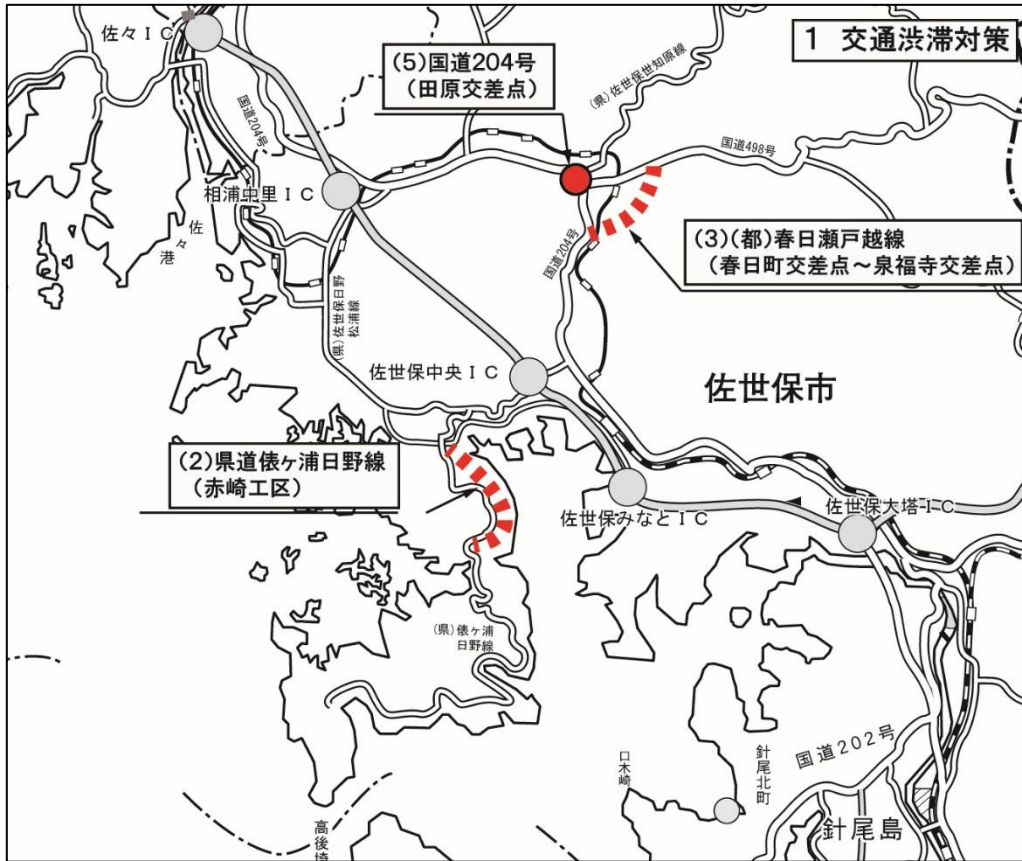 佐々ＩＣ
1 交通渋滞対策
(5)国道204号
(田原交差点)
(県)佐世保世知原線
国道204号
国道498号
相浦中里ＩＣ
佐々港
(3)(都)春日瀬戸越線
(春日町交差点～泉福寺交差点)
国道204号
(県)佐世保日野
松浦線
佐世保中央ＩＣ
佐世保市
(2)県道俵ヶ浦日野線
(赤崎工区)
佐世保みなとＩＣ
佐世保大塔ＩＣ
(県)俵ヶ浦
日野線
国道202号
口木崎
針尾北町
高後埼
針尾島